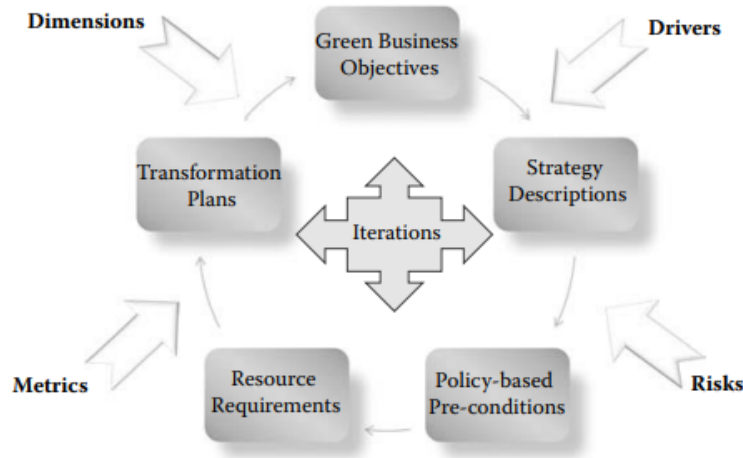 Dimensions
Drivers
Green Business
Objectives
Transformation
Plans
Strategy
Descriptions
Iterations
Metrics
Resource
Requirements
Policy-based
Pre-conditions
Risks